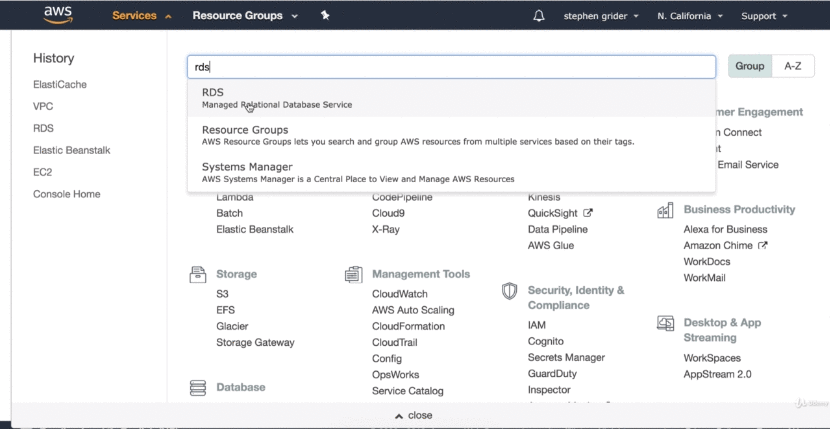 aws
Services
Resource Groups
stephen grider
N. California
Support
History
ElastiCache
VPC
RDS
Elastic Beanstalk
EC2
Console Home
rds
Group
A-Z
RDS
Managed Relational Database Service
Resource Groups
AWS Resource Groups lets you search and group AWS resources from multiple services based on their tags.
Systems Manager
AWS Systems Manager is a Central Place to View and Manage AWS Resources
Lambda
Batch
Elastic Beanstalk
Storage
S3
EFS
Glacier
Storage Gateway
Database
CodePipeline
Cloud9
X-Ray
Management Tools
CloudWatch
AWS Auto Scaling
CloudFormation
CloudTrail
Config
OpsWorks
Service Catalog
Kinesis
QuickSight
Data Pipeline
AWS Glue
Security, Identity &
Compliance
IAM
Cognito
Secrets Manager
GuardDuty
Inspector
mer Engagement
n Connect
t
Email Service
Business Productivity
Alexa for Business
Amazon Chime
WorkDocs
WorkMail
Desktop & App
Streaming
WorkSpaces
AppStream 2.0
close